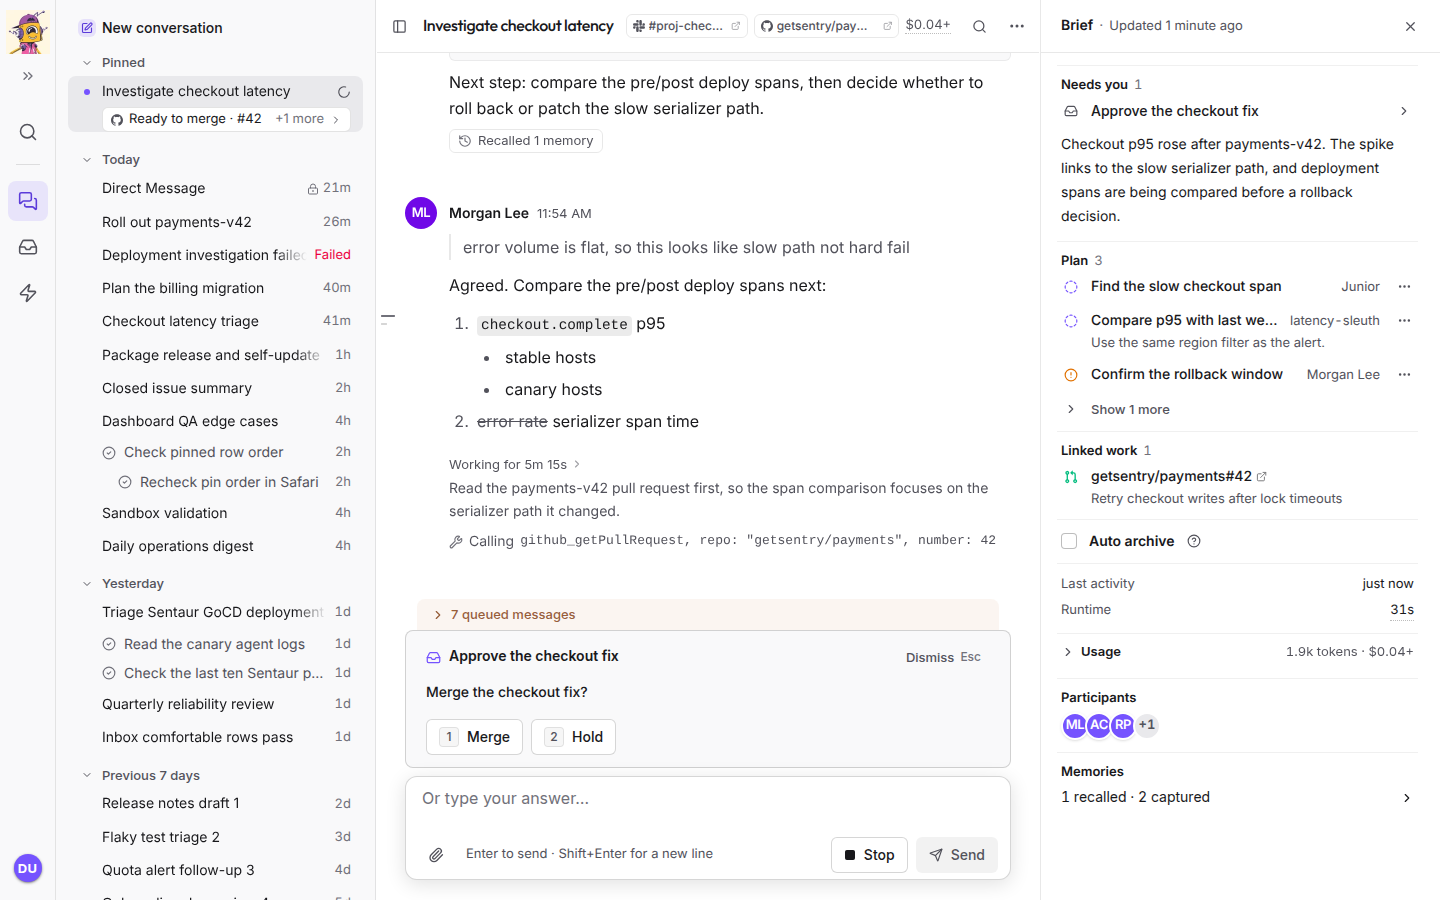 New conversation
Pinned
Investigate checkout latency
Ready to merge · #42 +1 more
Today
Direct Message 21m
Roll out payments-v42 26m
Deployment investigation failed Failed
Plan the billing migration 40m
Checkout latency triage 41m
Package release and self-update 1h
Closed issue summary 2h
Dashboard QA edge cases 4h
Check pinned row order 2h
Recheck pin order in Safari 2h
Sandbox validation 4h
Daily operations digest 4h
Yesterday
Triage Sentaur GoCD deployment 1d
Read the canary agent logs 1d
Check the last ten Sentaur p... 1d
Quarterly reliability review 1d
Inbox comfortable rows pass 1d
Previous 7 days
Release notes draft 1 2d
Flaky test triage 2 3d
Quota alert follow-up 3 4d
DU
Investigate checkout latency #proj-chec... getsentry/pay... $0.04+
Next step: compare the pre/post deploy spans, then decide whether to
roll back or patch the slow serializer path.
Recalled 1 memory
ML Morgan Lee 11:54 AM
error volume is flat, so this looks like slow path not hard fail
Agreed. Compare the pre/post deploy spans next:
1. checkout.complete p95
• stable hosts
• canary hosts
2. error rate serializer span time
Working for 5m 15s
Read the payments-v42 pull request first, so the span comparison focuses on the
serializer path it changed.
Calling github_getPullRequest, repo: "getsentry/payments", number: 42
7 queued messages
Approve the checkout fix Dismiss Esc
Merge the checkout fix?
1 Merge 2 Hold
Or type your answer...
Enter to send · Shift+Enter for a new line Stop Send
Brief · Updated 1 minute ago
Needs you 1
Approve the checkout fix
Checkout p95 rose after payments-v42. The spike
links to the slow serializer path, and deployment
spans are being compared before a rollback
decision.
Plan 3
Find the slow checkout span Junior
Compare p95 with last we... latency-sleuth
Use the same region filter as the alert.
Confirm the rollback window Morgan Lee
Show 1 more
Linked work 1
getsentry/payments#42
Retry checkout writes after lock timeouts
Auto archive
Last activity just now
Runtime 31s
Usage 1.9k tokens · $0.04+
Participants
ML AC RP +1
Memories
1 recalled · 2 captured